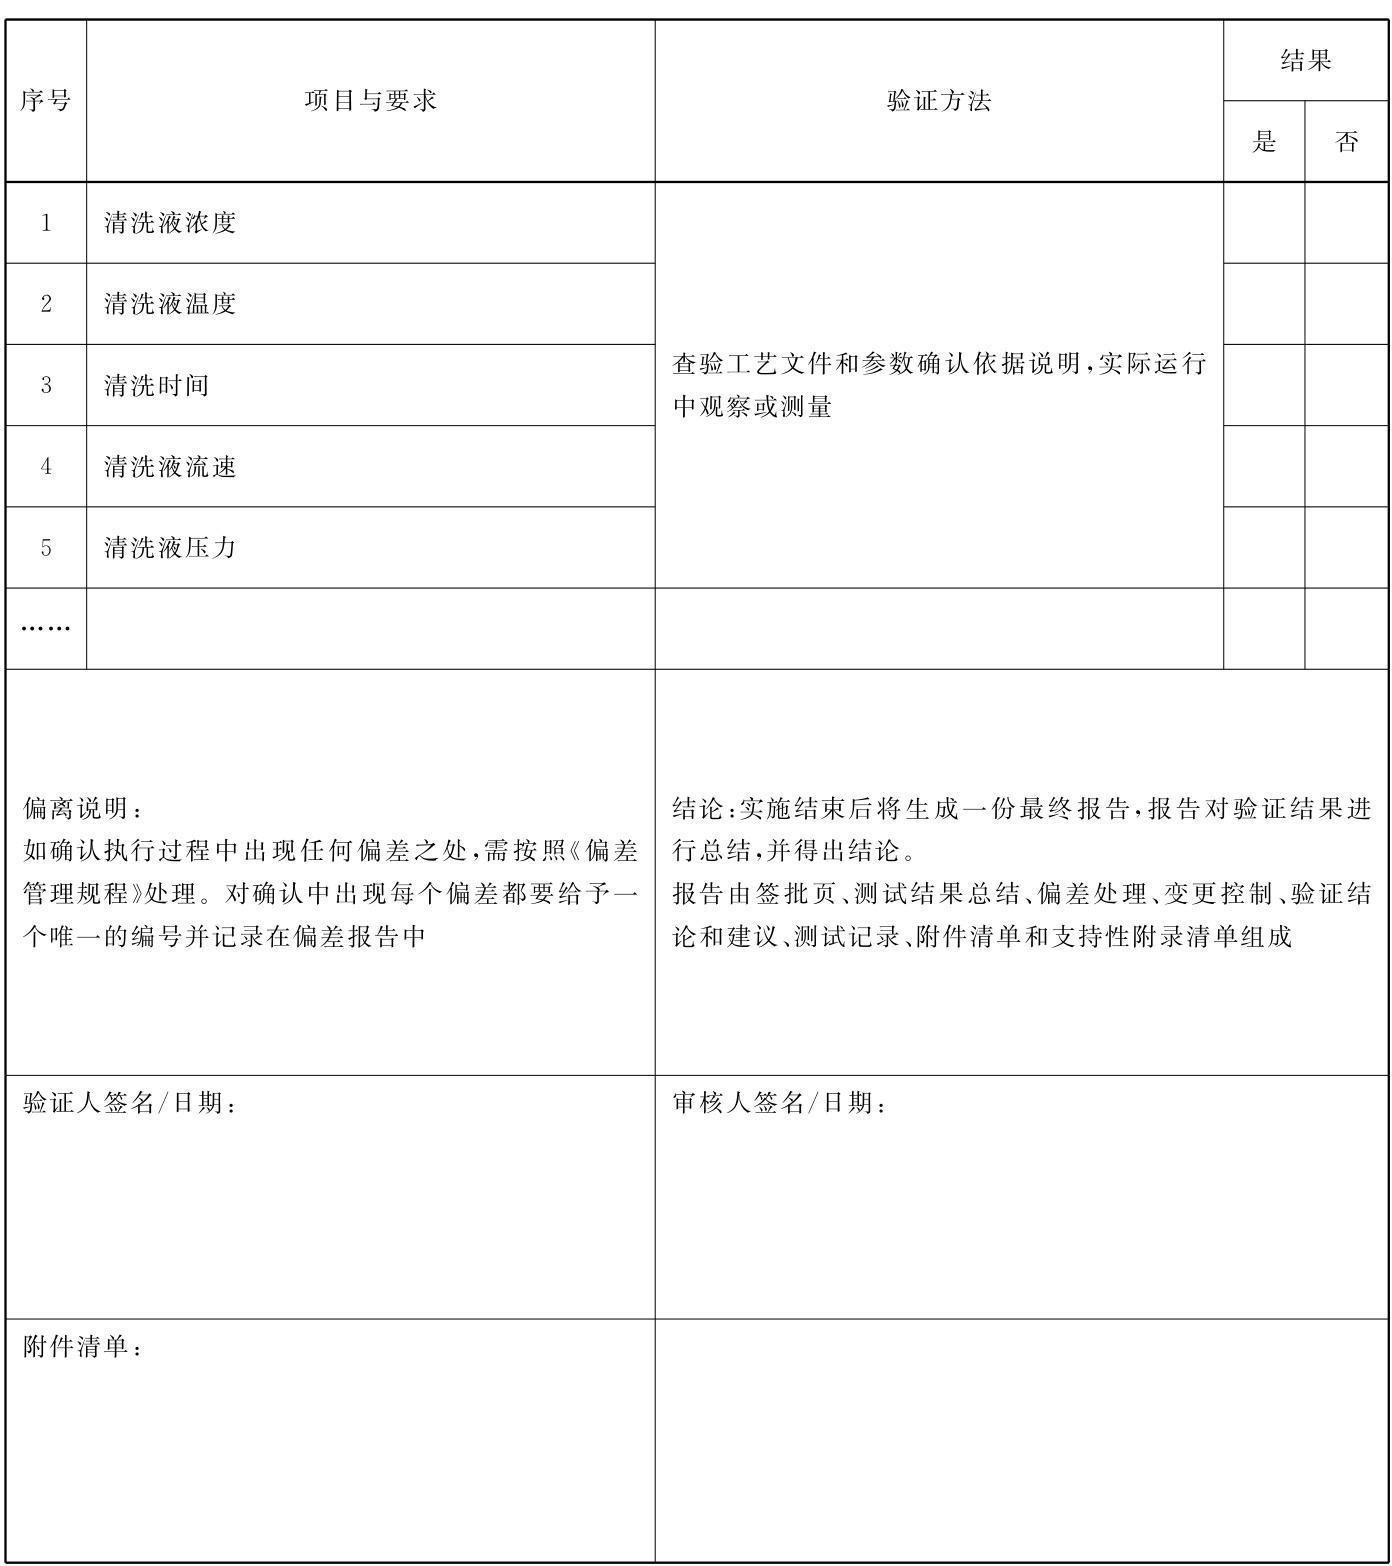 序号
项目与要求
验证方法
结果
是
否
1
清洗液浓度
2
清洗液温度
3
清洗时间
4
清洗液流速
5
清洗液压力
查验工艺文件和参数确认依据说明,实际运行
中观察或测量
……
偏离说明:
如确认执行过程中出现任何偏差之处,需按照《偏差
管理规程》处理。对确认中出现每个偏差都要给予一
个唯一的编号并记录在偏差报告中
结论:实施结束后将生成一份最终报告,报告对验证结果进
行总结,并得出结论。
报告由签批页、测试结果总结、偏差处理、变更控制、验证结
论和建议、测试记录、附件清单和支持性附录清单组成
验证人签名/日期:
审核人签名/日期:
附件清单: